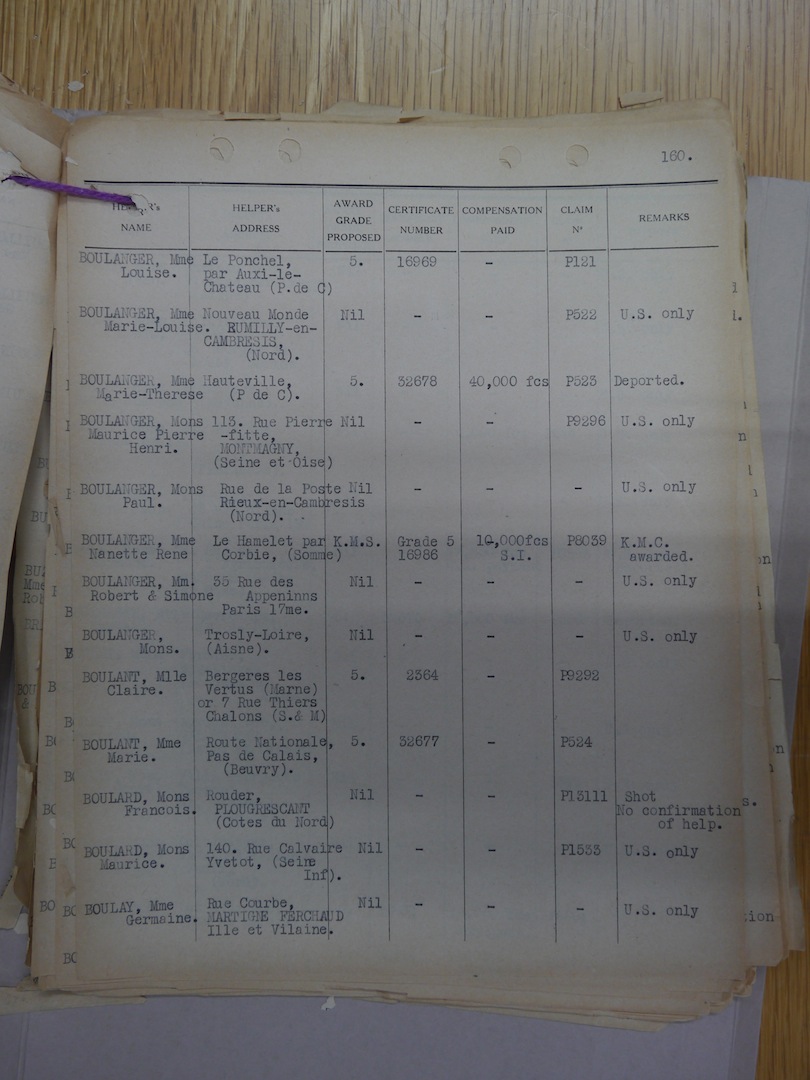 160.
HELPER's NAME HELPER's ADDRESS AWARD GRADE PROPOSED CERTIFICATE NUMBER COMPENSATION PAID CLAIM N° REMARKS
BOULANGER, Mme Le Ponchel, 5. 16969 - P121
Louise. par Auxi-le-
Chateau (P.de C)
BOULANGER, Mme Nouveau Monde Nil - - P522 U.S. only
Marie-Louise. RUMILLY-en-
CAMBRESIS,
(Nord).
BOULANGER, Mme Hauteville, 5. 32678 40,000 fcs P523 Deported.
Marie-Therese (P de C).
BOULANGER, Mons 113. Rue Pierre Nil - - P9296 U.S. only
Maurice Pierre -fitte,
Henri. MONTMAGNY,
(Seine et Oise)
BOULANGER, Mons Rue de la Poste Nil - - - U.S. only
Paul. Rieux-en-Cambresis
(Nord).
BOULANGER, Mme Le Hamelet par K.M.S. Grade 5 10,000fcs P8039 K.M.C.
Nanette Rene Corbie, (Somme) 16986 S.I. awarded.
BOULANGER, Mm. 35 Rue des Nil - - - U.S. only
Robert & Simone Appeninns
Paris 17me.
BOULANGER, Trosly-Loire, Nil - - - U.S. only
Mons. (Aisne).
BOULANT, Mlle Bergeres les 5. 2364 - P9292
Claire. Vertus (Marne)
or 7 Rue Thiers
Chalons (S.& M)
BOULANT, Mme Route Nationale, 5. 32677 - P524
Marie. Pas de Calais,
(Beuvry).
BOULARD, Mons Rouder, Nil - - P13111 Shot
Francois. PLOUGRESCANT No confirmation
(Cotes du Nord) of help.
BOULARD, Mons 140. Rue Calvaire Nil - - P1533 U.S. only
Maurice. Yvetot, (Seine
Inf).
BOULAY, Mme Rue Courbe, Nil - - - U.S. only
Germaine. MARTIGNE FERCHAUD
Ille et Vilaine.